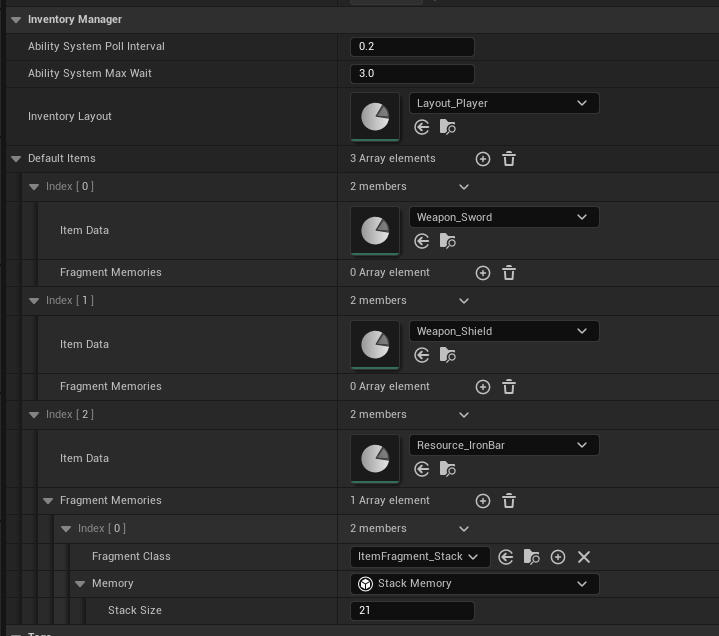 Inventory Manager
Ability System Poll Interval 0.2
Ability System Max Wait 3.0
Inventory Layout Layout_Player
Default Items 3 Array elements
Index [ 0 ] 2 members
Item Data Weapon_Sword
Fragment Memories 0 Array element
Index [ 1 ] 2 members
Item Data Weapon_Shield
Fragment Memories 0 Array element
Index [ 2 ] 2 members
Item Data Resource_IronBar
Fragment Memories 1 Array element
Index [ 0 ] 2 members
Fragment Class ItemFragment_Stack
Memory Stack Memory
Stack Size 21